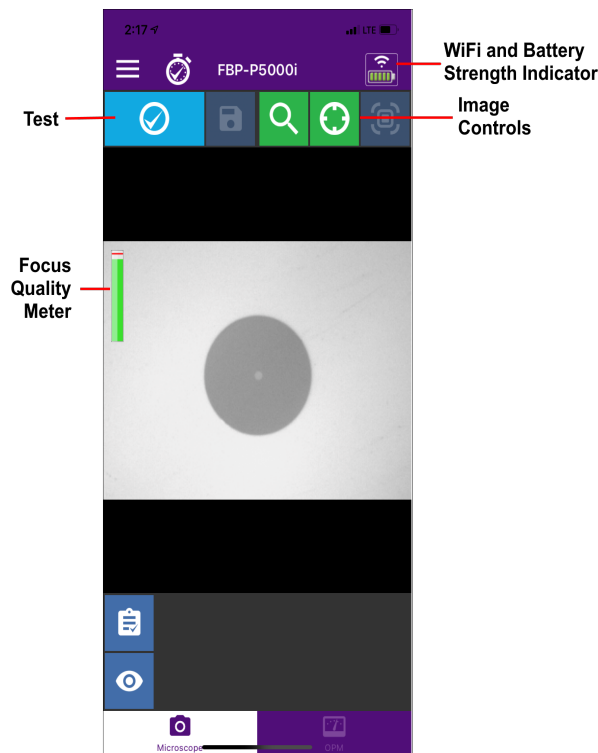 2:17
LTE
FBP-P5000i
WiFi and Battery
Strength Indicator
Test
Image
Controls
Focus
Quality
Meter
Microscope
OPM